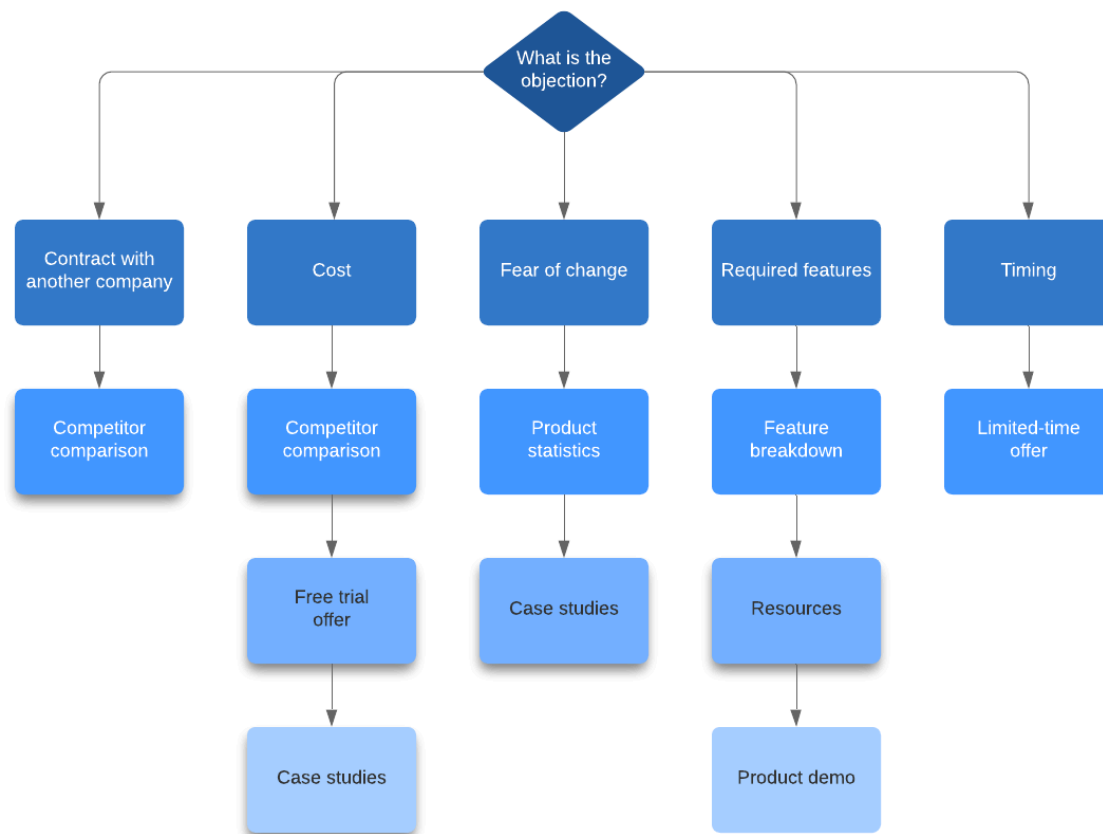 What is the
objection?
Contract with
another company
Cost
Fear of change
Required features
Timing
Competitor
comparison
Competitor
comparison
Product
statistics
Feature
breakdown
Limited-time
offer
Free trial
offer
Case studies
Resources
Case studies
Product demo